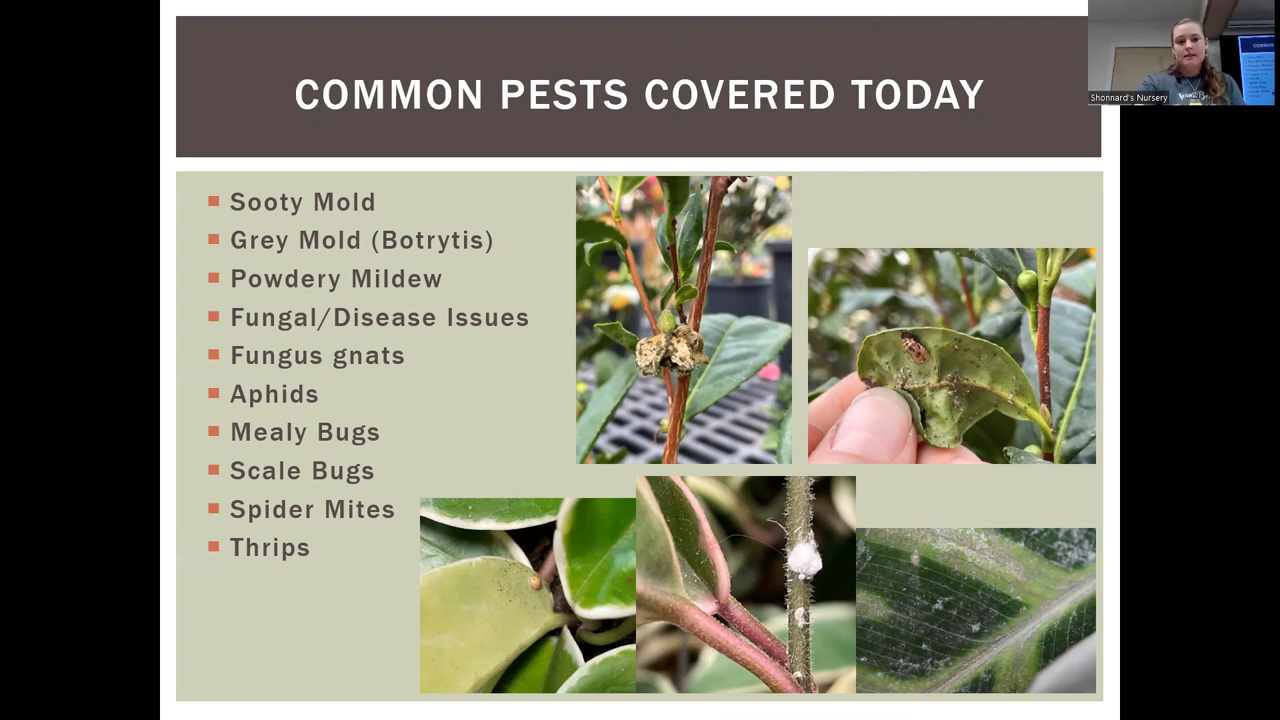 COMMON PESTS COVERED TODAY
Shonnard's Nursery
Sooty Mold
Grey Mold (Botrytis)
Powdery Mildew
Fungal/Disease Issues
Fungus gnats
Aphids
Mealy Bugs
Scale Bugs
Spider Mites
Thrips